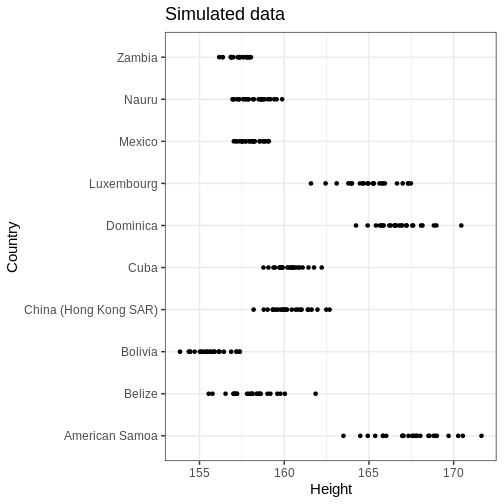 Simulated data
Country
Zambia
Nauru
Mexico
Luxembourg
Dominica
Cuba
China (Hong Kong SAR)
Bolivia
Belize
American Samoa
155 160 165 170
Height